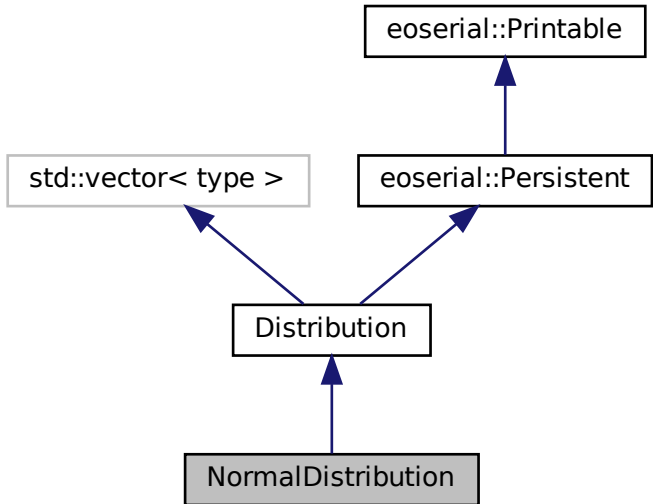 eoserial::Printable
std::vector< type >
eoserial::Persistent
Distribution
NormalDistribution